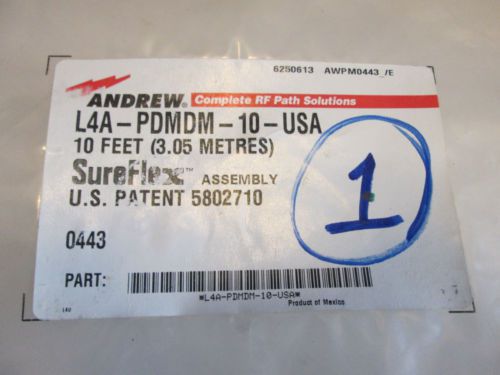 6250613 AWPM0443_/E
ANDREW® Complete RF Path Solutions
L4A-PDMDM-10-USA
10 FEET (3.05 METRES)
SureFlex™ ASSEMBLY
U.S. PATENT 5802710
1
0443
PART:
*L4A-PDMDM-10-USA*
Product of Mexico